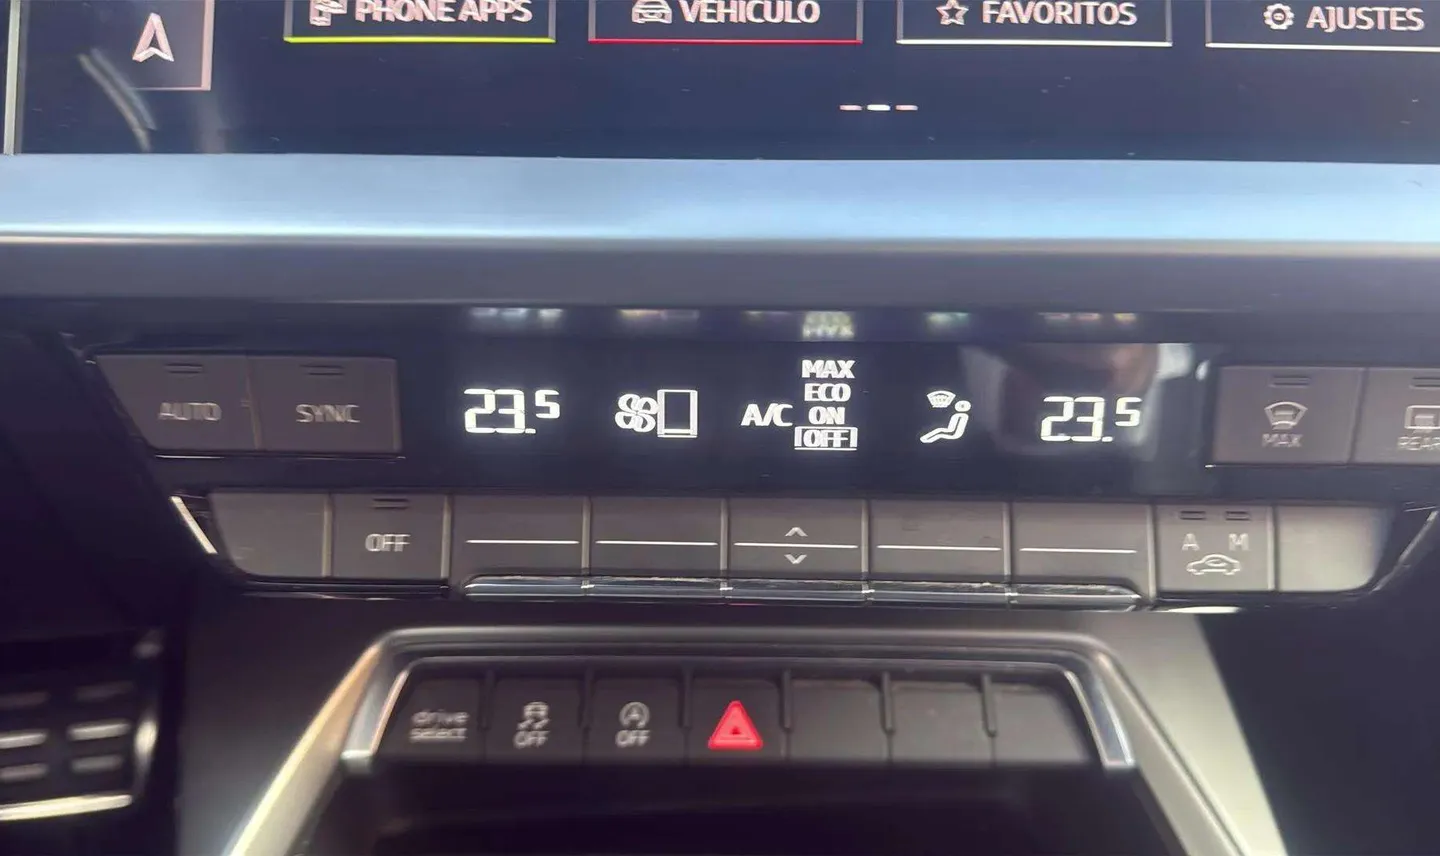 PHONE APPS
VEHÍCULO
FAVORITOS
AJUSTES
AUTO
SYNC
23.5
A/C
MAX
ECO
ON
OFF
23.5
MAX
REAR
OFF
A M
drive
select
OFF
OFF